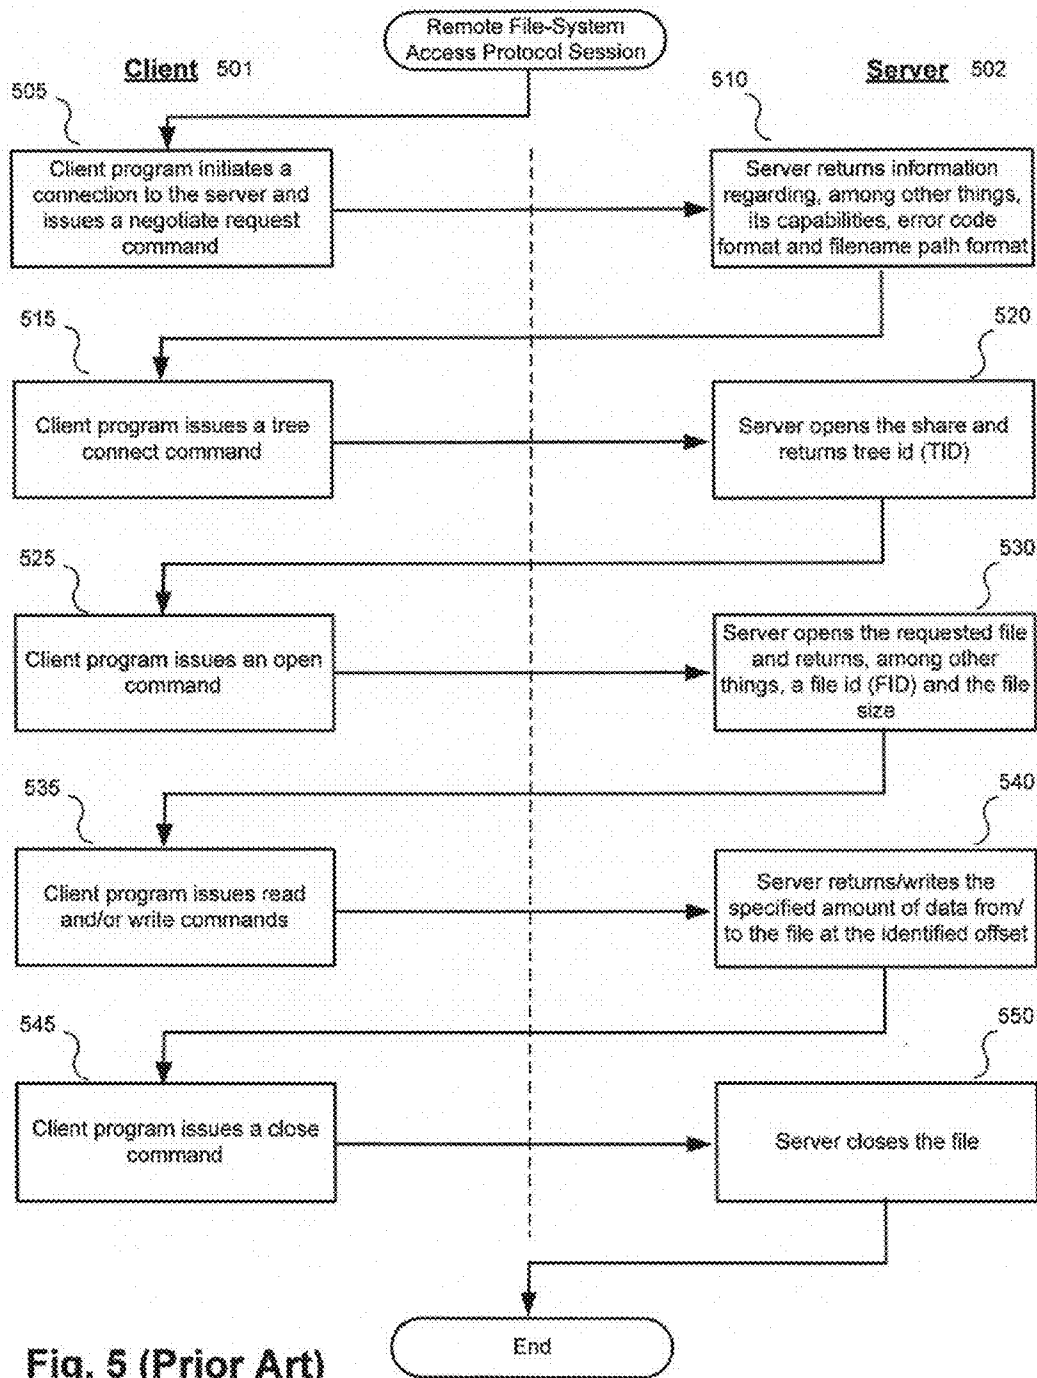 Remote File-System
Access Protocol Session
Client 501
Server 502
505
510
Client program initiates a
connection to the server and
issues a negotiate request
command
Server returns information
regarding, among other things,
its capabilities, error code
format and filename path format
515
520
Client program issues a tree
connect command
Server opens the share and
returns tree id (TID)
525
530
Client program issues an open
command
Server opens the requested file
and returns, among other
things, a file id (FID) and the file
size
535
540
Client program issues read
and/or write commands
Server returns/writes the
specified amount of data from/
to the file at the identified offset
545
550
Client program issues a close
command
Server closes the file
End
Fig. 5 (Prior Art)